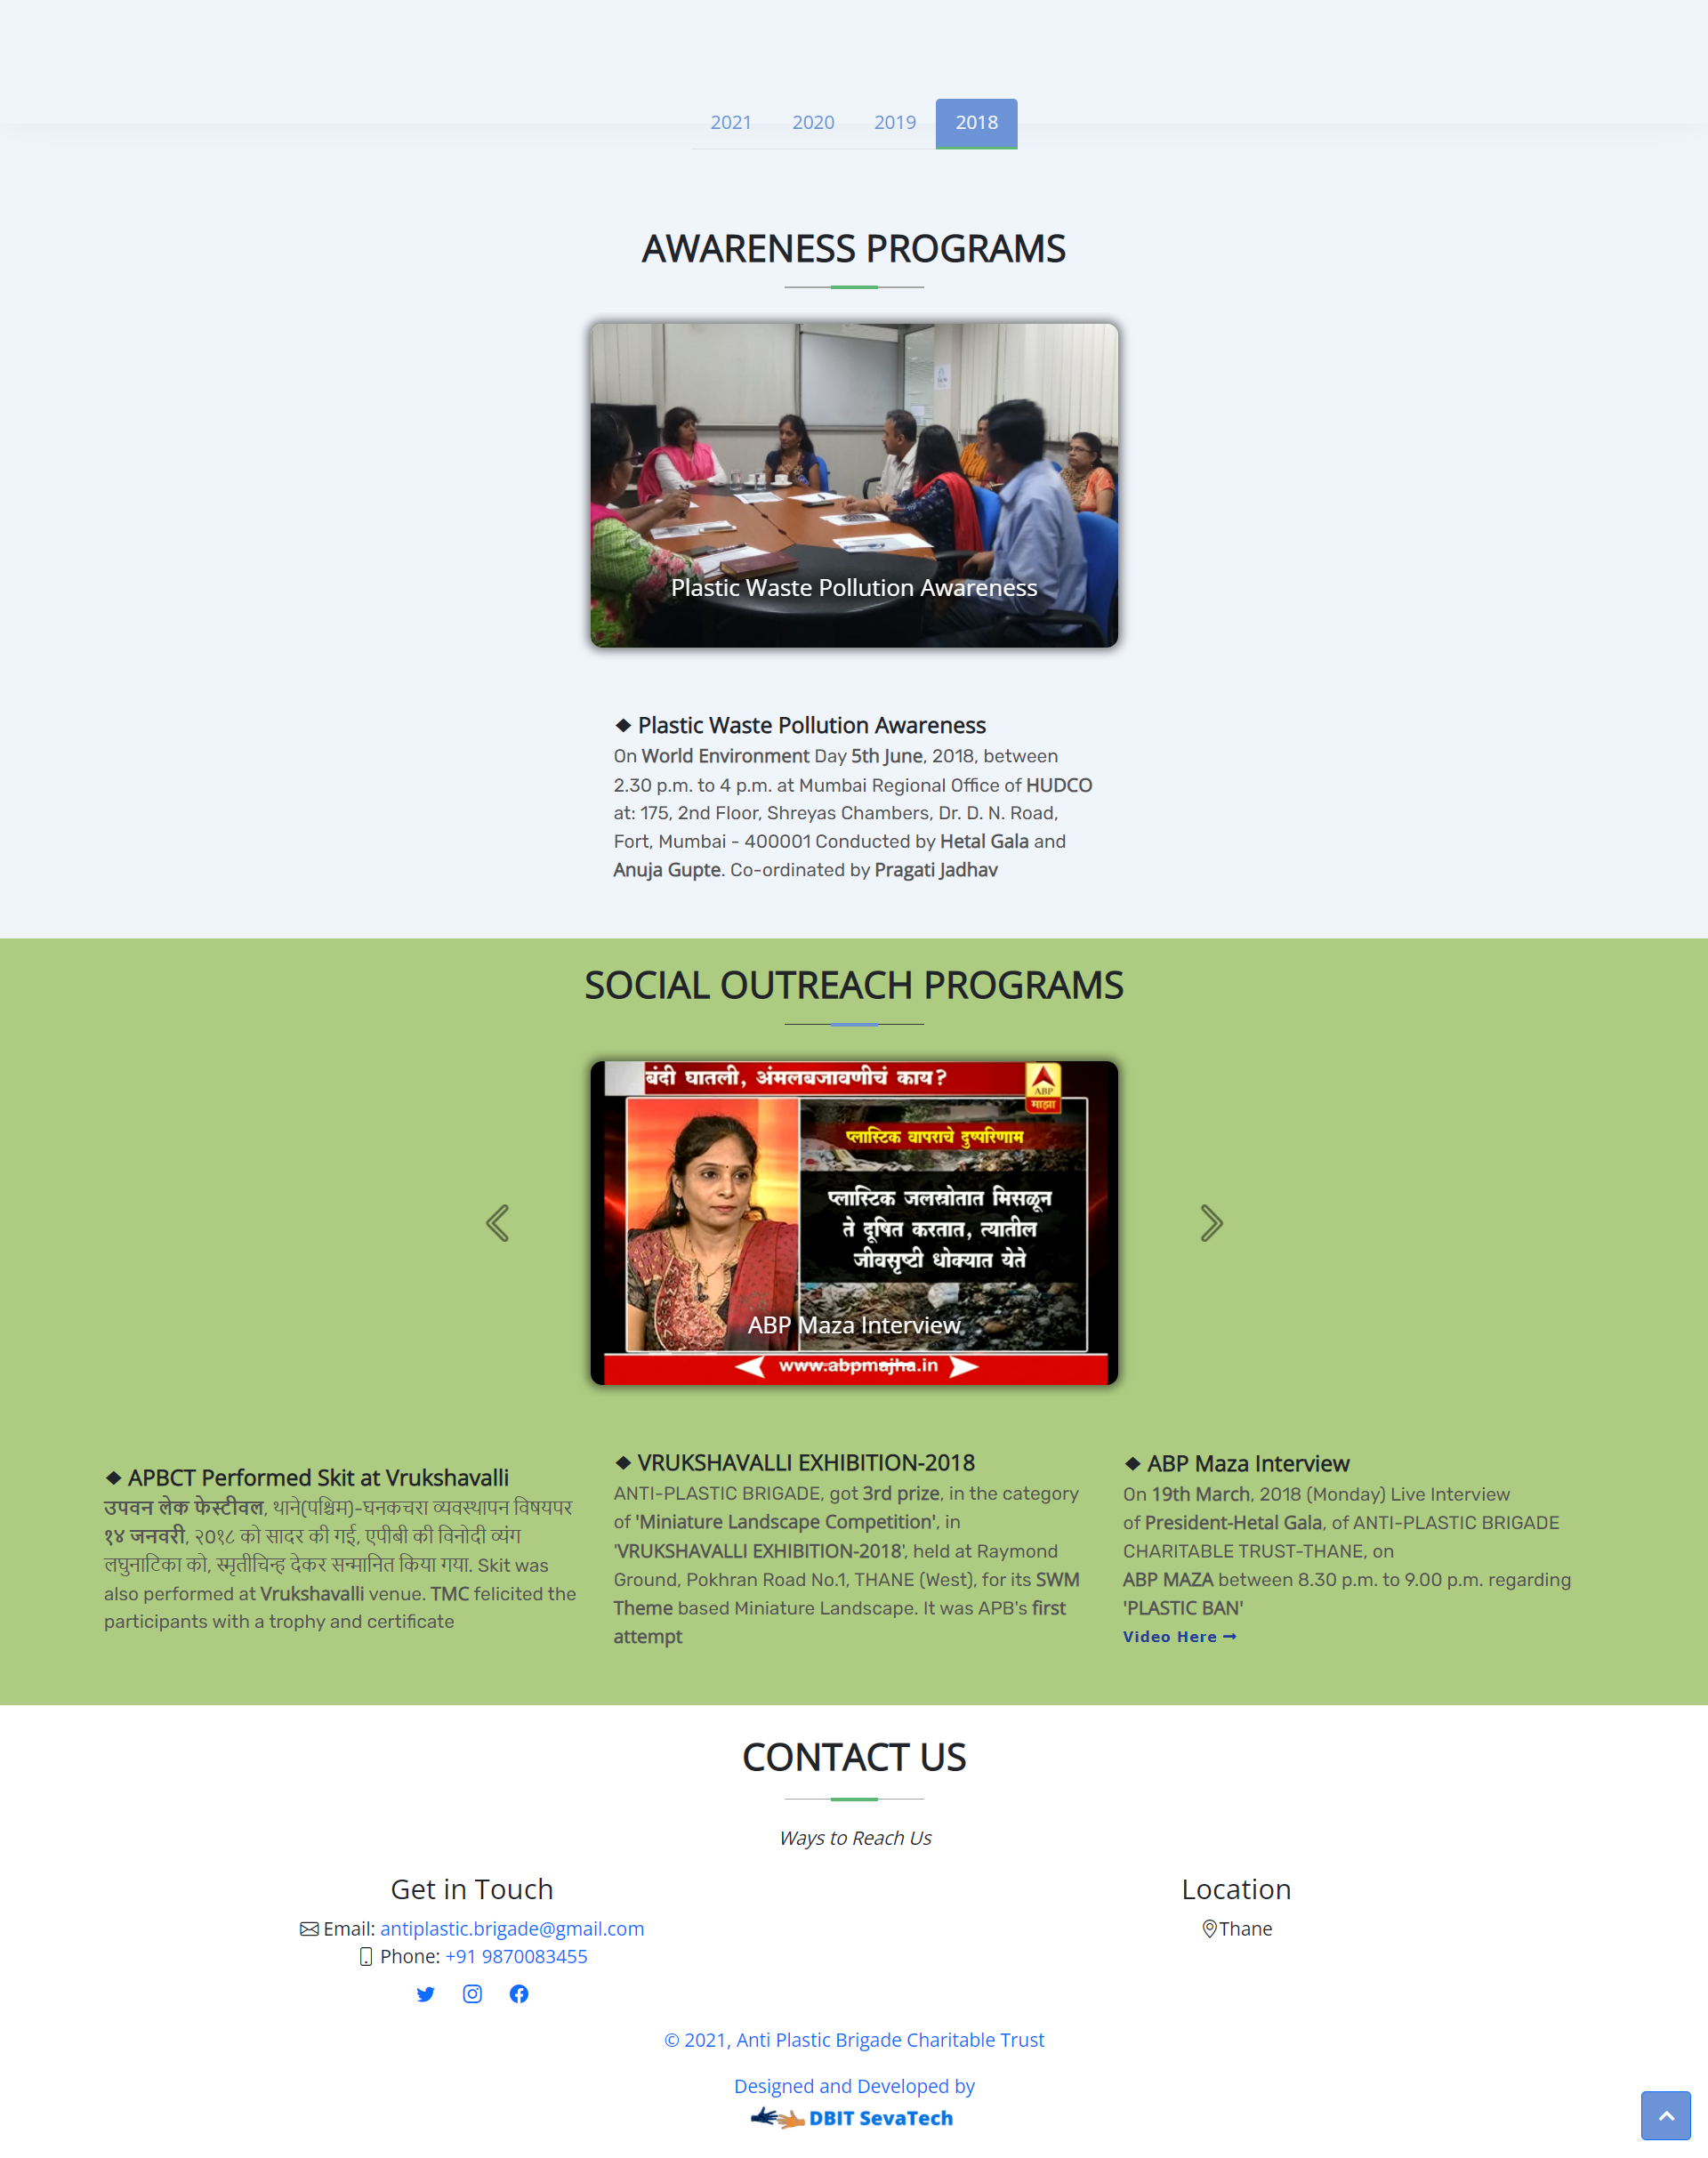 2021 2020 2019 2018
AWARENESS PROGRAMS
Plastic Waste Pollution Awareness
❖ Plastic Waste Pollution Awareness
On World Environment Day 5th June, 2018, between
2.30 p.m. to 4 p.m. at Mumbai Regional Office of HUDCO
at: 175, 2nd Floor, Shreyas Chambers, Dr. D. N. Road,
Fort, Mumbai - 400001 Conducted by Hetal Gala and
Anuja Gupte. Co-ordinated by Pragati Jadhav
SOCIAL OUTREACH PROGRAMS
बंदी घातली, अंमलबजावणीचं काय?
ABP
माझा
प्लास्टिक वापराचे दुष्परिणाम
प्लास्टिक जलस्रोतात मिसळून
ते दूषित करतात, त्यातील
जीवसृष्टी धोक्यात येते
ABP Maza Interview
www.abpmajha.in
❖ APBCT Performed Skit at Vrukshavalli
उपवन लेक फेस्टीवल, थाने(पश्चिम)-घनकचरा व्यवस्थापन विषयपर
१४ जनवरी, २०१८ को सादर की गई, एपीबी की विनोदी व्यंग
लघुनाटिका को, स्मृतीचिन्ह देकर सन्मानित किया गया. Skit was
also performed at Vrukshavalli venue. TMC felicited the
participants with a trophy and certificate
❖ VRUKSHAVALLI EXHIBITION-2018
ANTI-PLASTIC BRIGADE, got 3rd prize, in the category
of 'Miniature Landscape Competition', in
'VRUKSHAVALLI EXHIBITION-2018', held at Raymond
Ground, Pokhran Road No.1, THANE (West), for its SWM
Theme based Miniature Landscape. It was APB's first
attempt
❖ ABP Maza Interview
On 19th March, 2018 (Monday) Live Interview
of President-Hetal Gala, of ANTI-PLASTIC BRIGADE
CHARITABLE TRUST-THANE, on
ABP MAZA between 8.30 p.m. to 9.00 p.m. regarding
'PLASTIC BAN'
Video Here →
CONTACT US
Ways to Reach Us
Get in Touch
Email: antiplastic.brigade@gmail.com
Phone: +91 9870083455
Location
Thane
© 2021, Anti Plastic Brigade Charitable Trust
Designed and Developed by
DBIT SevaTech